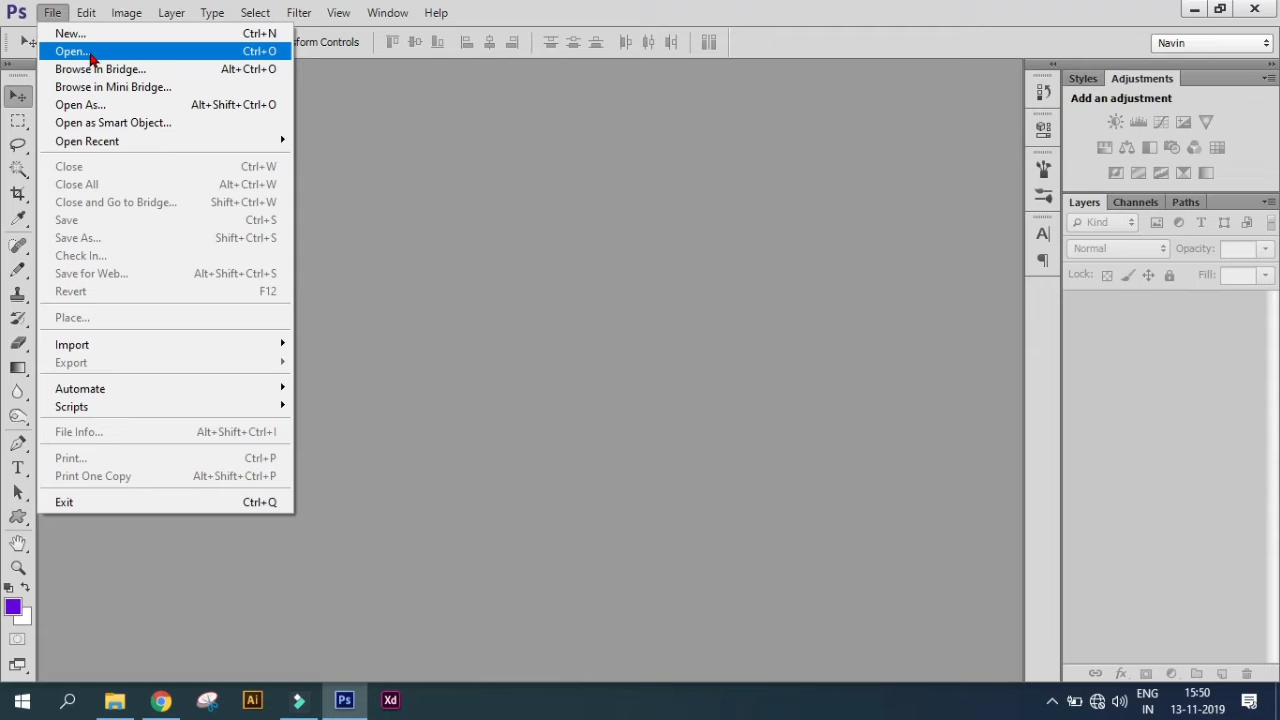 Ps File Edit Image Layer Type Select Filter View Window Help
New... Ctrl+N
form Controls
Navin
Open... Ctrl+O
Browse in Bridge... Alt+Ctrl+O
Browse in Mini Bridge...
Open As... Alt+Shift+Ctrl+O
Open as Smart Object...
Open Recent
Close Ctrl+W
Close All Alt+Ctrl+W
Close and Go to Bridge... Shift+Ctrl+W
Save Ctrl+S
Save As... Shift+Ctrl+S
Check In...
Save for Web... Alt+Shift+Ctrl+S
Revert F12
Place...
Import
Export
Automate
Scripts
File Info... Alt+Shift+Ctrl+I
Print... Ctrl+P
Print One Copy Alt+Shift+Ctrl+P
Exit Ctrl+Q
Styles Adjustments
Add an adjustment
Layers Channels Paths
Kind
Normal Opacity:
Lock: Fill:
Ai Ps Xd
ENG
IN
15:50
13-11-2019